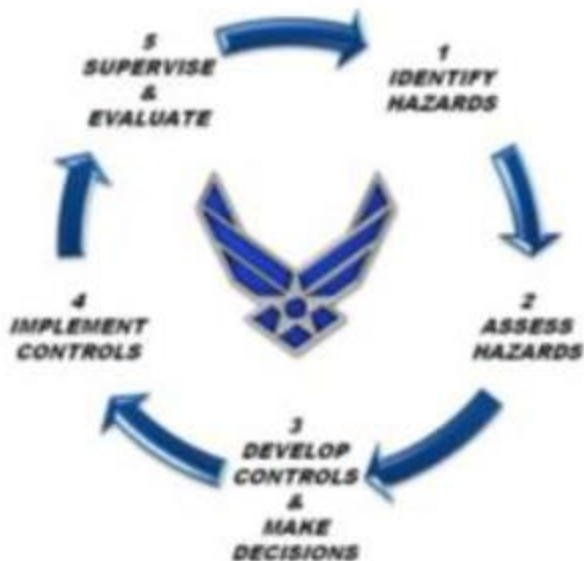 1
IDENTIFY
HAZARDS
2
ASSESS
HAZARDS
3
DEVELOP
CONTROLS
&
MAKE
DECISIONS
4
IMPLEMENT
CONTROLS
5
SUPERVISE
&
EVALUATE